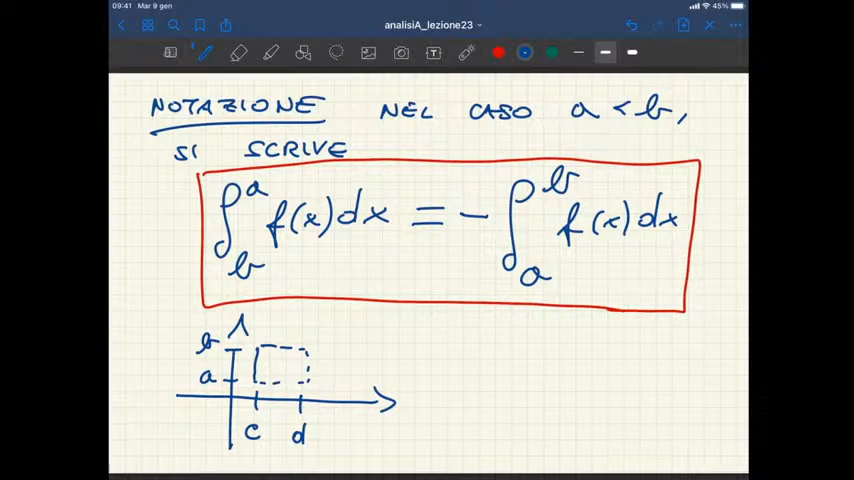 09:41 Mar 9 gen
45%
analisiA_lezione23
NOTAZIONE NEL CASO a < b,
SI SCRIVE
∫_b^a f(x)dx = - ∫_a^b f(x)dx
b
a
c d